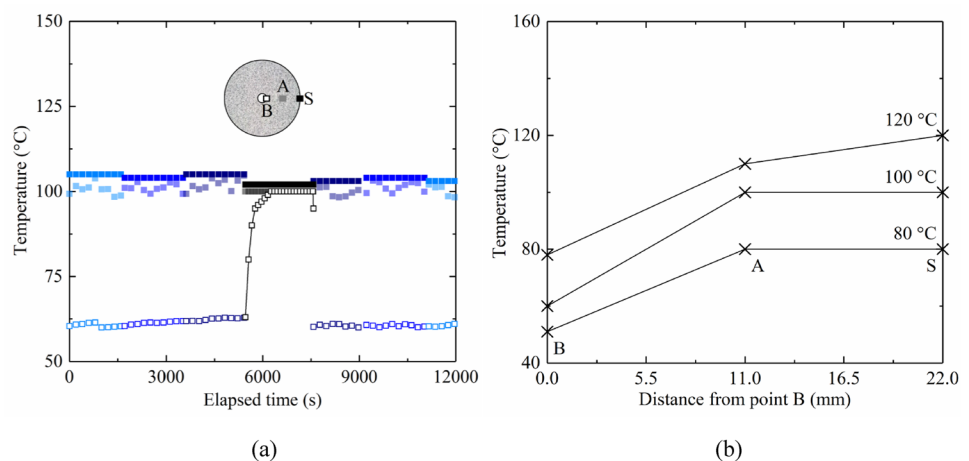 150
125
100
75
50
Temperature (°C)
0
3000
6000
9000
12000
Elapsed time (s)
A
B
S
(a)
160
120
80
40
Temperature (°C)
0.0
5.5
11.0
16.5
22.0
Distance from point B (mm)
120 °C
100 °C
80 °C
A
S
B
(b)